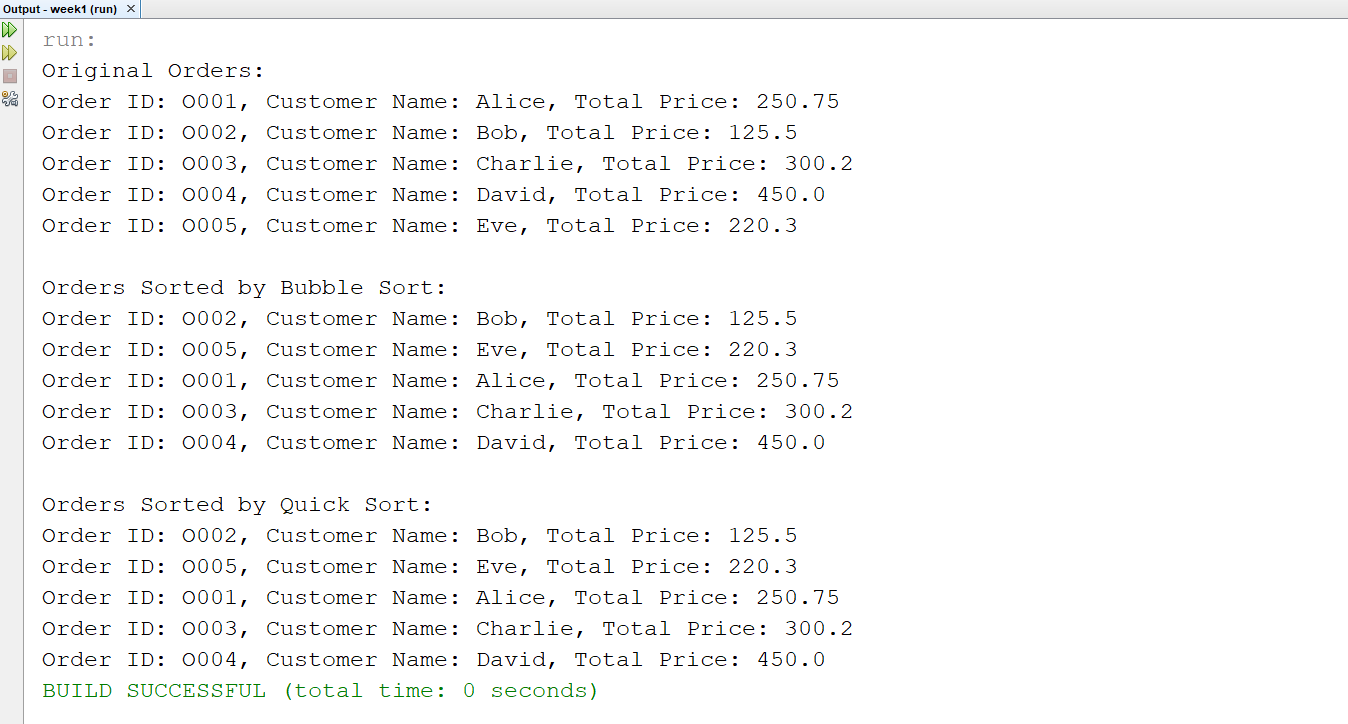 Output - week1 (run)
run:
Original Orders:
Order ID: O001, Customer Name: Alice, Total Price: 250.75
Order ID: O002, Customer Name: Bob, Total Price: 125.5
Order ID: O003, Customer Name: Charlie, Total Price: 300.2
Order ID: O004, Customer Name: David, Total Price: 450.0
Order ID: O005, Customer Name: Eve, Total Price: 220.3

Orders Sorted by Bubble Sort:
Order ID: O002, Customer Name: Bob, Total Price: 125.5
Order ID: O005, Customer Name: Eve, Total Price: 220.3
Order ID: O001, Customer Name: Alice, Total Price: 250.75
Order ID: O003, Customer Name: Charlie, Total Price: 300.2
Order ID: O004, Customer Name: David, Total Price: 450.0

Orders Sorted by Quick Sort:
Order ID: O002, Customer Name: Bob, Total Price: 125.5
Order ID: O005, Customer Name: Eve, Total Price: 220.3
Order ID: O001, Customer Name: Alice, Total Price: 250.75
Order ID: O003, Customer Name: Charlie, Total Price: 300.2
Order ID: O004, Customer Name: David, Total Price: 450.0
BUILD SUCCESSFUL (total time: 0 seconds)